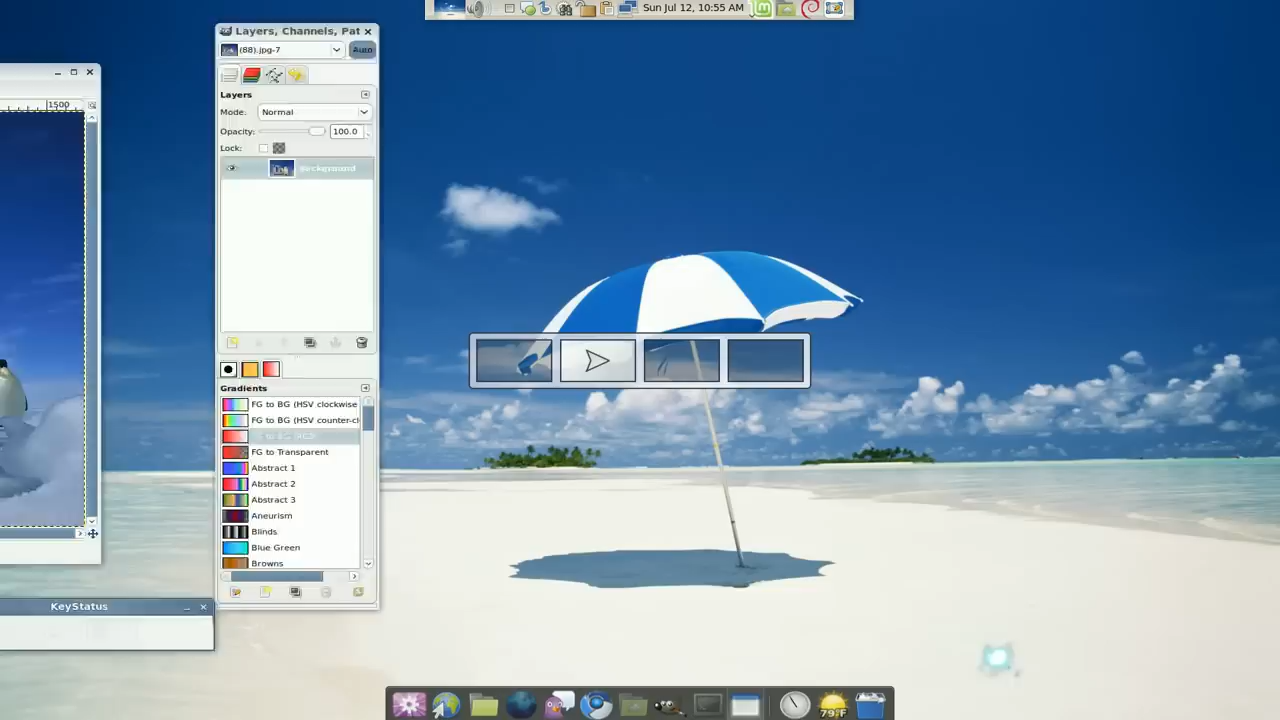 Sun Jul 12, 10:55 AM
Layers, Channels, Pat
(88).jpg-7
Auto
1500
Layers
Mode:
Normal
Opacity:
100.0
Lock:
Background
Gradients
FG to BG (HSV clockwise
FG to BG (HSV counter-cl
FG to Transparent
Abstract 1
Abstract 2
Abstract 3
Aneurism
Blinds
Blue Green
Browns
KeyStatus
79°F